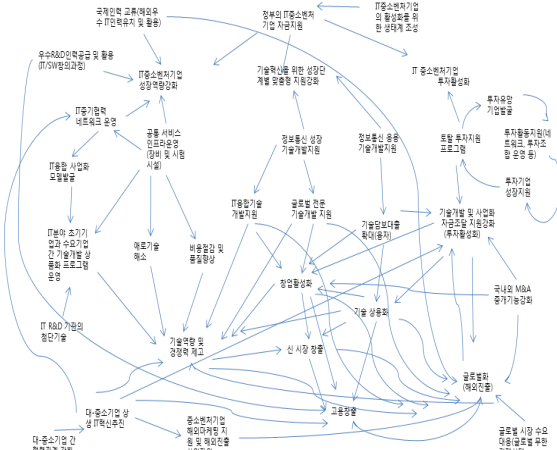 국제인력 교류(해외우
수 IT인력유치 및 활용)
정부의 IT중소벤처
기업 자금지원
IT중소벤처기업
의 활성화를 위
한 생태계 조성
우수R&D인력공급 및 활용
(IT/SW창의과정)
IT중소벤처기업
성장역량강화
기술혁신을 위한 성장단
계별 맞춤형 지원강화
IT 중소벤처기업
투자활성화
IT중기협력
네트워크 운영
공통 서비스
인프라운영
(장비 및 시험
시설)
정보통신 성장
기술개발지원
정보통신 응용
기술개발지원
토탈 투자지원
프로그램
투자유망
기업발굴
투자활동지원(네
트워크, 투자조
합 운영 등)
IT융합 사업화
모델발굴
투자기업
성장지원
IT융합기술
개발지원
글로벌 전문
기술개발 지원
기술담보대출
확대(융자)
기술개발 및 사업화
자금조달 지원강화
(투자활성화)
IT분야 초기기
업과 수요기업
간 기술개발 상
품화 프로그램
운영
애로기술
해소
비용절감 및
품질향상
창업활성화
국내외 M&A
중개기능강화
기술 상용화
IT R&D 기관의
첨단기술
기술역량 및
경쟁력 제고
신 시장 창출
글로벌화
(해외진출)
대-중소기업 상
생 IT혁신추진
고용창출
중소벤처기업
해외마케팅 지
원 및 해외진출
대-중소기업 간
글로벌 시장 수요
대응(글로벌 무한